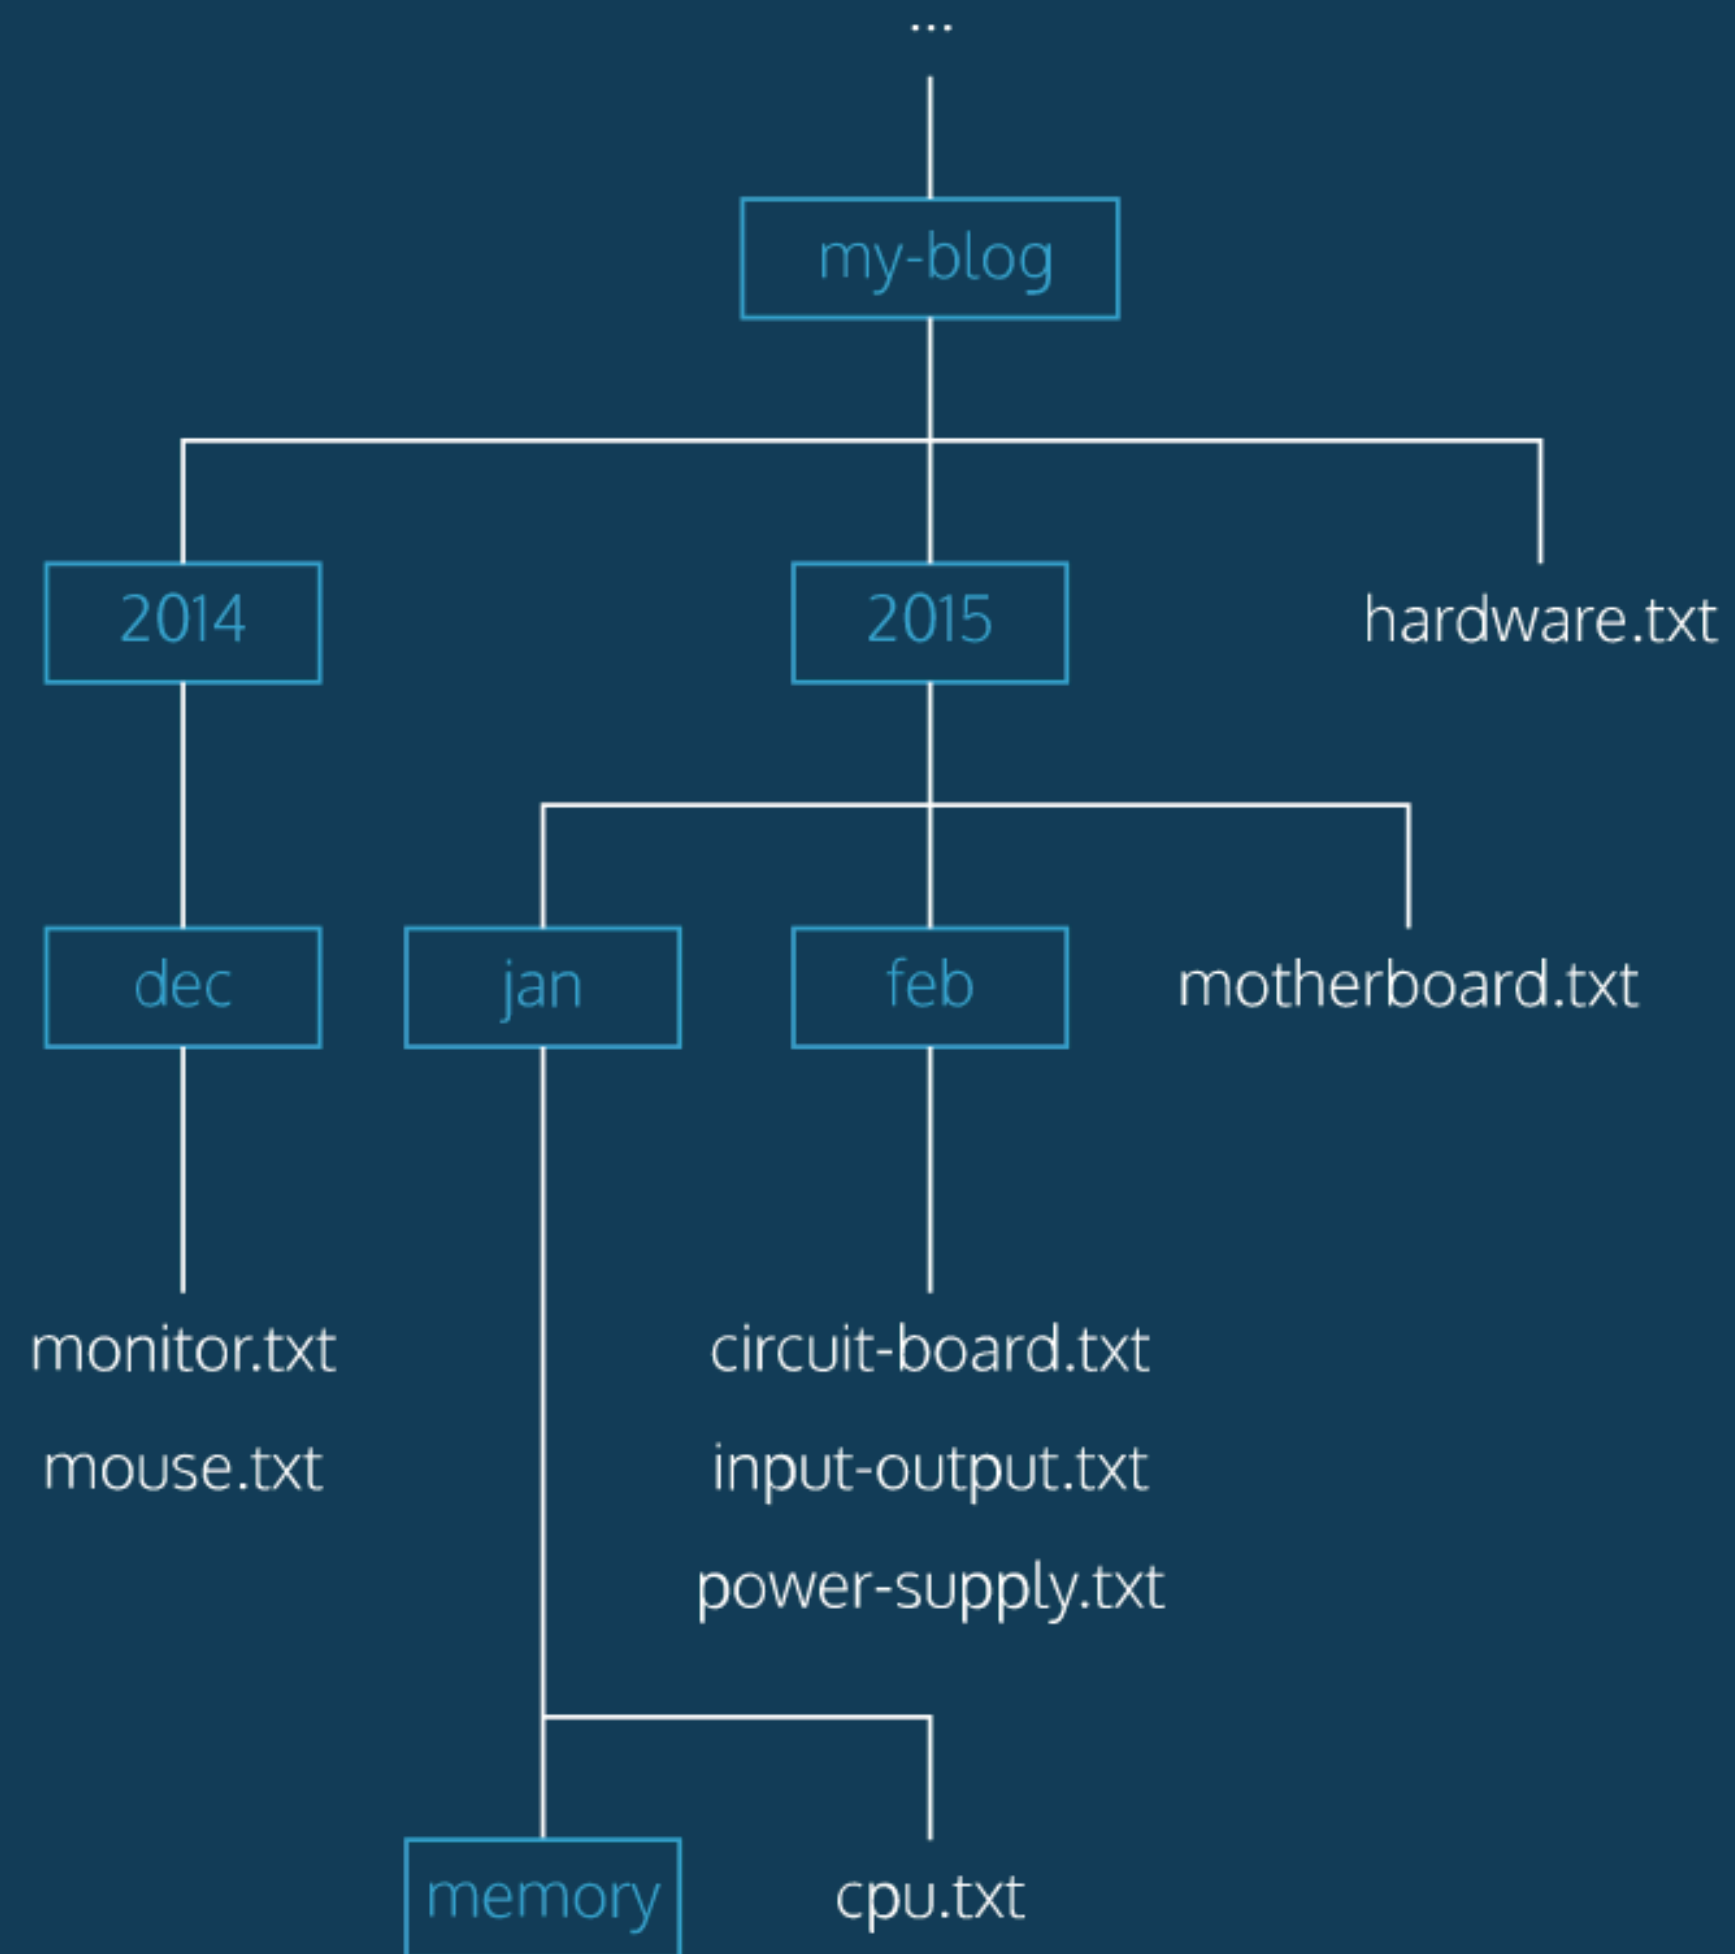 ...
my-blog
2014
2015
hardware.txt
dec
jan
feb
motherboard.txt
monitor.txt
circuit-board.txt
mouse.txt
input-output.txt
power-supply.txt
memory
cpu.txt